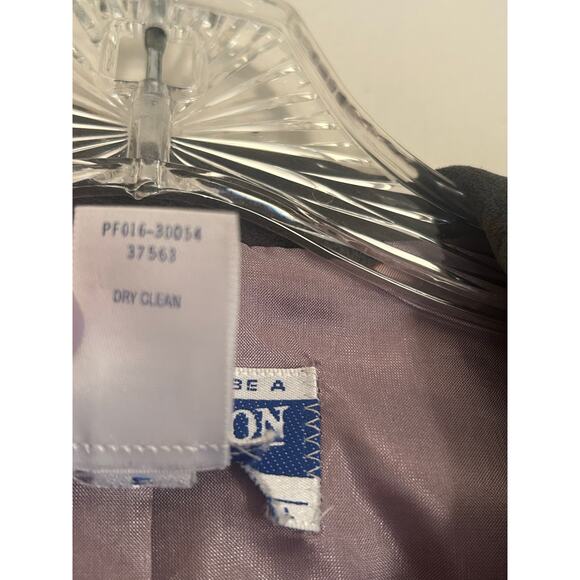 PF016-30054
37563
DRY CLEAN
BE A
ON